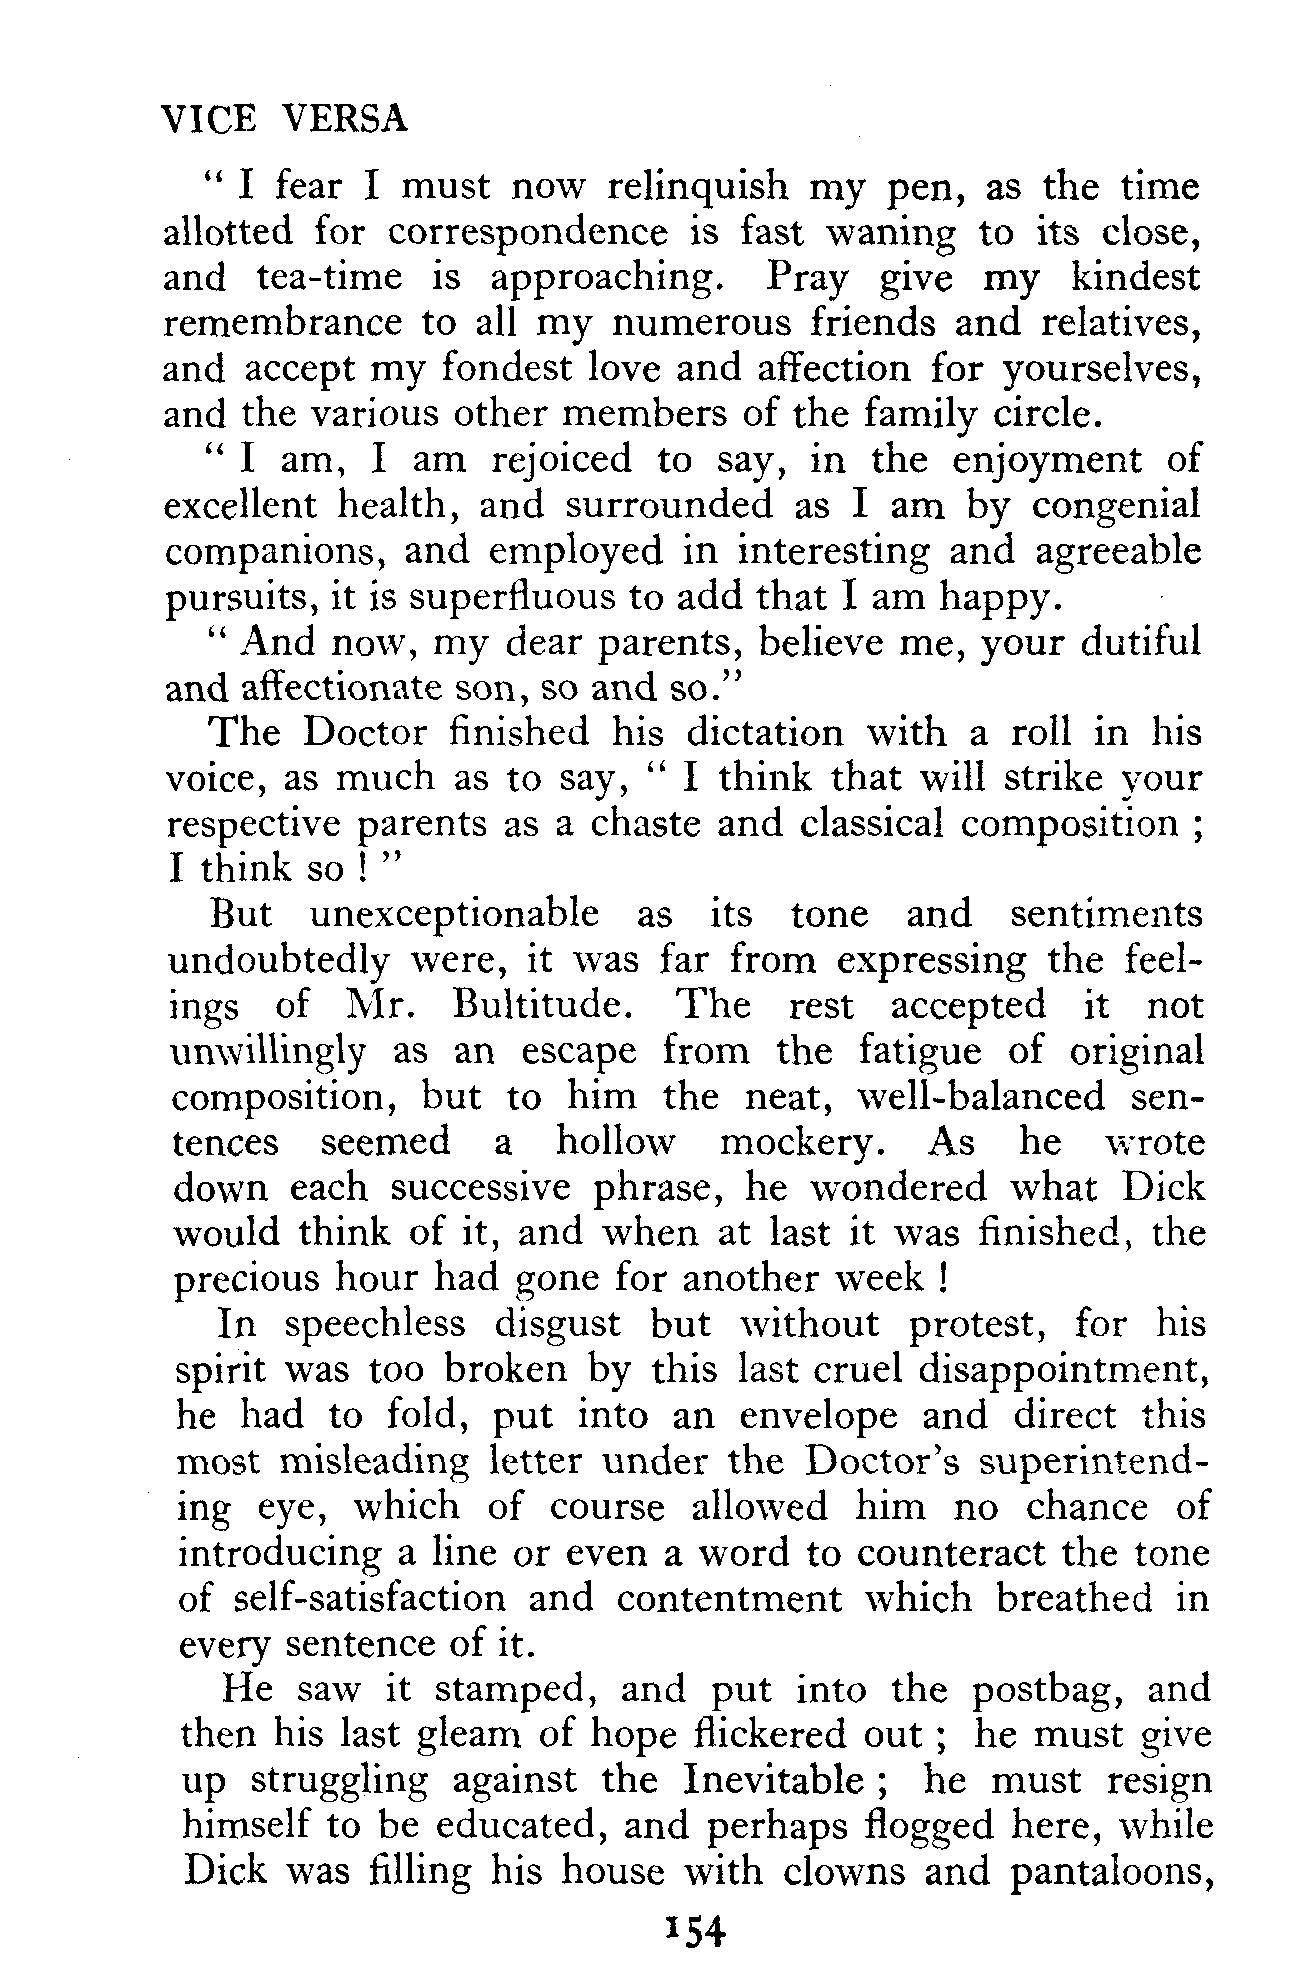 VICE VERSA
“ I fear I must now relinquish my pen, as the time
allotted for correspondence is fast waning to its close,
and tea-time is approaching. Pray give my kindest
remembrance to all my numerous friends and relatives,
and accept my fondest love and affection for yourselves,
and the various other members of the family circle.
“ I am, I am rejoiced to say, in the enjoyment of
excellent health, and surrounded as I am by congenial
companions, and employed in interesting and agreeable
pursuits, it is superfluous to add that I am happy.
“ And now, my dear parents, believe me, your dutiful
and affectionate son, so and so.”
The Doctor finished his dictation with a roll in his
voice, as much as to say, “ I think that will strike your
respective parents as a chaste and classical composition ;
I think so ! ”
But unexceptionable as its tone and sentiments
undoubtedly were, it was far from expressing the feel-
ings of Mr. Bultitude. The rest accepted it not
unwillingly as an escape from the fatigue of original
composition, but to him the neat, well-balanced sen-
tences seemed a hollow mockery. As he wrote
down each successive phrase, he wondered what Dick
would think of it, and when at last it was finished, the
precious hour had gone for another week !
In speechless disgust but without protest, for his
spirit was too broken by this last cruel disappointment,
he had to fold, put into an envelope and direct this
most misleading letter under the Doctor’s superintend-
ing eye, which of course allowed him no chance of
introducing a line or even a word to counteract the tone
of self-satisfaction and contentment which breathed in
every sentence of it.
He saw it stamped, and put into the postbag, and
then his last gleam of hope flickered out ; he must give
up struggling against the Inevitable ; he must resign
himself to be educated, and perhaps flogged here, while
Dick was filling his house with clowns and pantaloons,
154